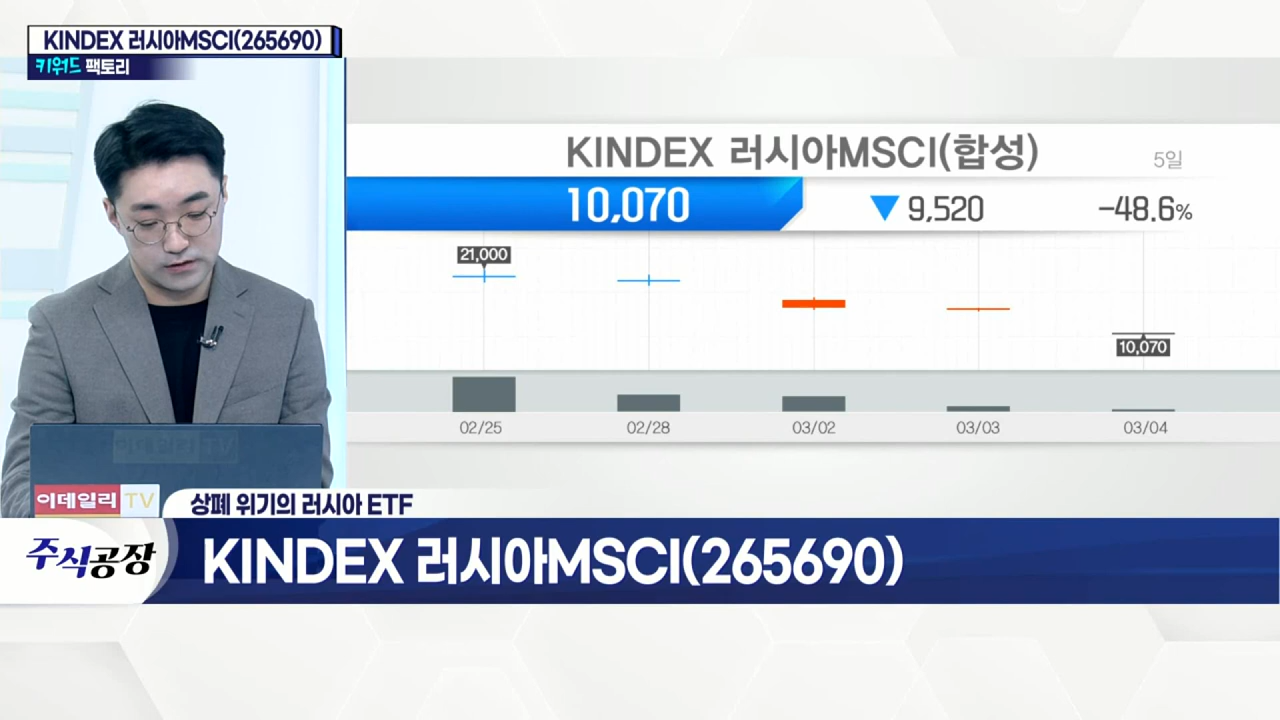 KINDEX 러시아MSCI(265690)
키워드 팩토리
KINDEX 러시아MSCI(합성)
5일
10,070 ▼ 9,520 -48.6%
21,000
10,070
02/25 02/28 03/02 03/03 03/04
이데일리 TV
상폐 위기의 러시아 ETF
주식공장
KINDEX 러시아MSCI(265690)